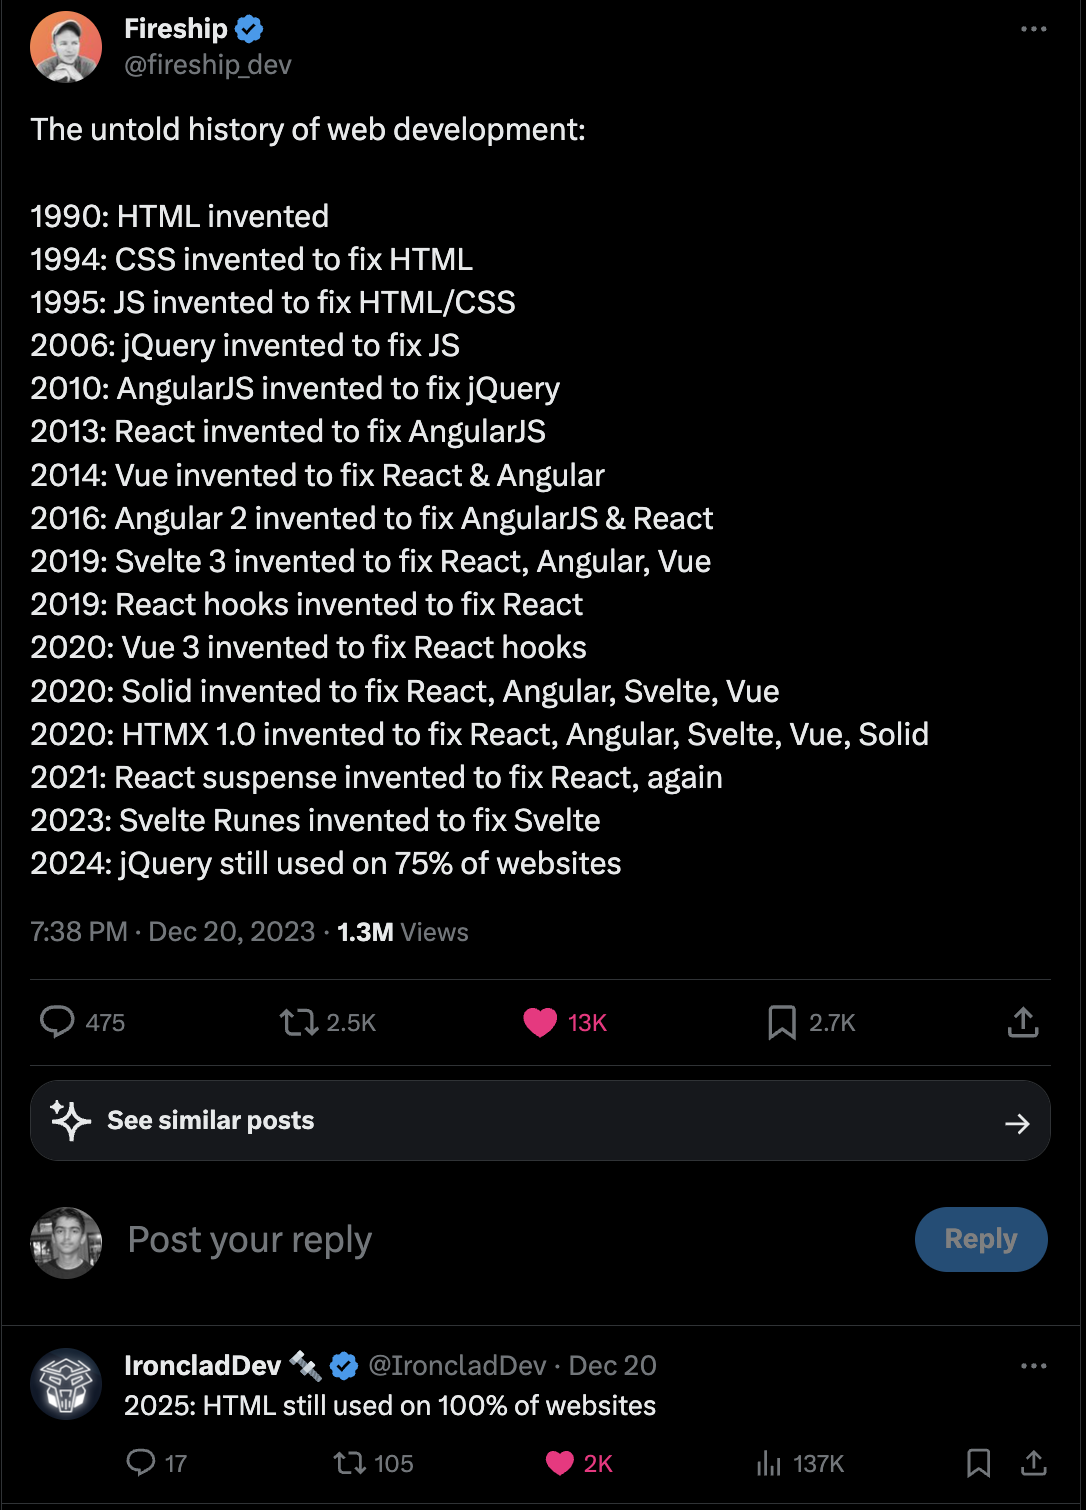 Fireship
@fireship_dev
The untold history of web development:
1990: HTML invented
1994: CSS invented to fix HTML
1995: JS invented to fix HTML/CSS
2006: jQuery invented to fix JS
2010: AngularJS invented to fix jQuery
2013: React invented to fix AngularJS
2014: Vue invented to fix React & Angular
2016: Angular 2 invented to fix AngularJS & React
2019: Svelte 3 invented to fix React, Angular, Vue
2019: React hooks invented to fix React
2020: Vue 3 invented to fix React hooks
2020: Solid invented to fix React, Angular, Svelte, Vue
2020: HTMX 1.0 invented to fix React, Angular, Svelte, Vue, Solid
2021: React suspense invented to fix React, again
2023: Svelte Runes invented to fix Svelte
2024: jQuery still used on 75% of websites
7:38 PM · Dec 20, 2023 · 1.3M Views
475 2.5K 13K 2.7K
See similar posts
Post your reply Reply
IroncladDev @IroncladDev · Dec 20
2025: HTML still used on 100% of websites
17 105 2K 137K